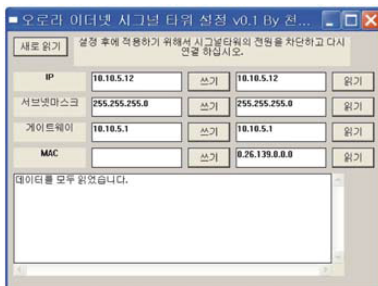 오로라 이더넷 시그널 타워 설정 v0.1 By 천...
새로 읽기
설정 후에 적용하기 위해서 시그널타워의 전원을 차단하고 다시
연결 하십시오.
IP 10.10.5.12 쓰기 10.10.5.12 읽기
서브넷마스크 255.255.255.0 쓰기 255.255.255.0 읽기
게이트웨이 10.10.5.1 쓰기 10.10.5.1 읽기
MAC 쓰기 0.26.139.0.0.0 읽기
데이터를 모두 읽었습니다.